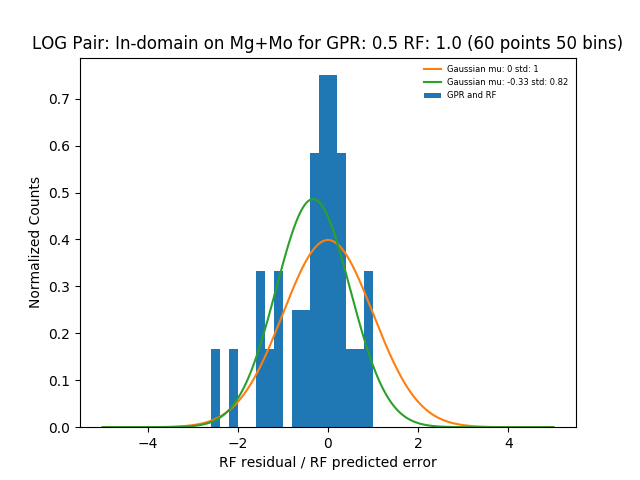 LOG Pair: In-domain on Mg+Mo for GPR: 0.5 RF: 1.0 (60 points 50 bins)
Gaussian mu: 0 std: 1
Gaussian mu: -0.33 std: 0.82
GPR and RF
Normalized Counts
0.7
0.6
0.5
0.4
0.3
0.2
0.1
0.0
−4 −2 0 2 4
RF residual / RF predicted error